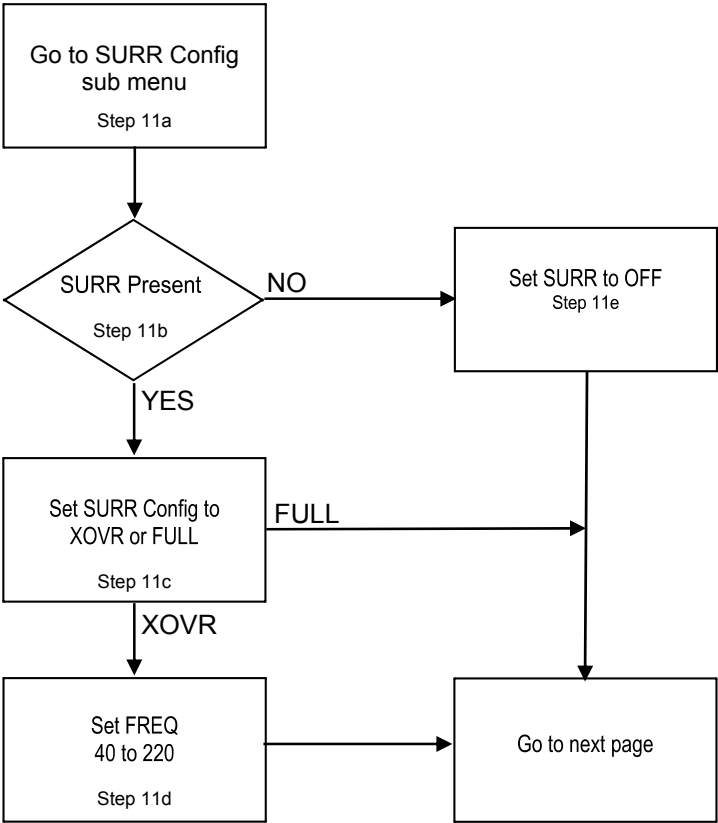 Go to SURR Config
sub menu
Step 11a
SURR Present
Step 11b
NO
Set SURR to OFF
Step 11e
YES
Set SURR Config to
XOVR or FULL
Step 11c
FULL
XOVR
Set FREQ
40 to 220
Step 11d
Go to next page